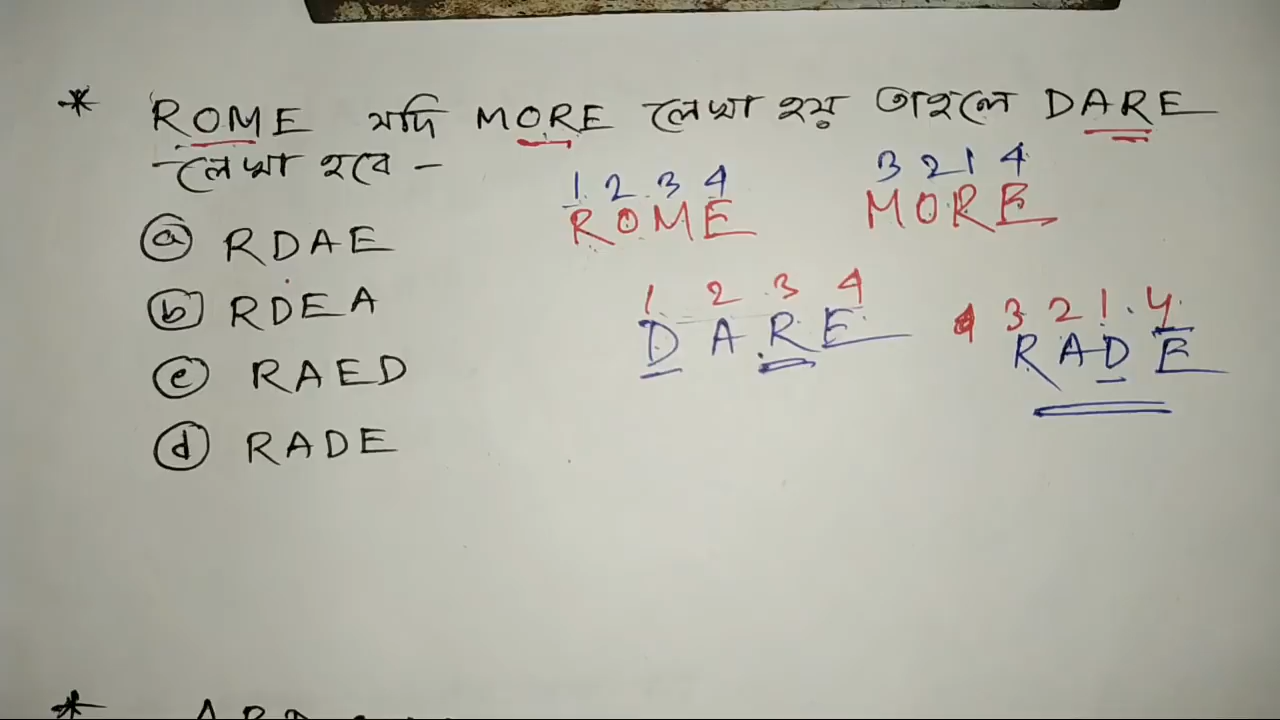 * ROME যদি MORE লেখা হয় তাহলে DARE
লেখা হবে -
1 2 3 4
ROME
3 2 1 4
MORE
ⓐ RDAE
ⓑ RDEA
ⓒ RAED
ⓓ RADE
1 2 3 4
DARE
3 2 1 4
RADE
*